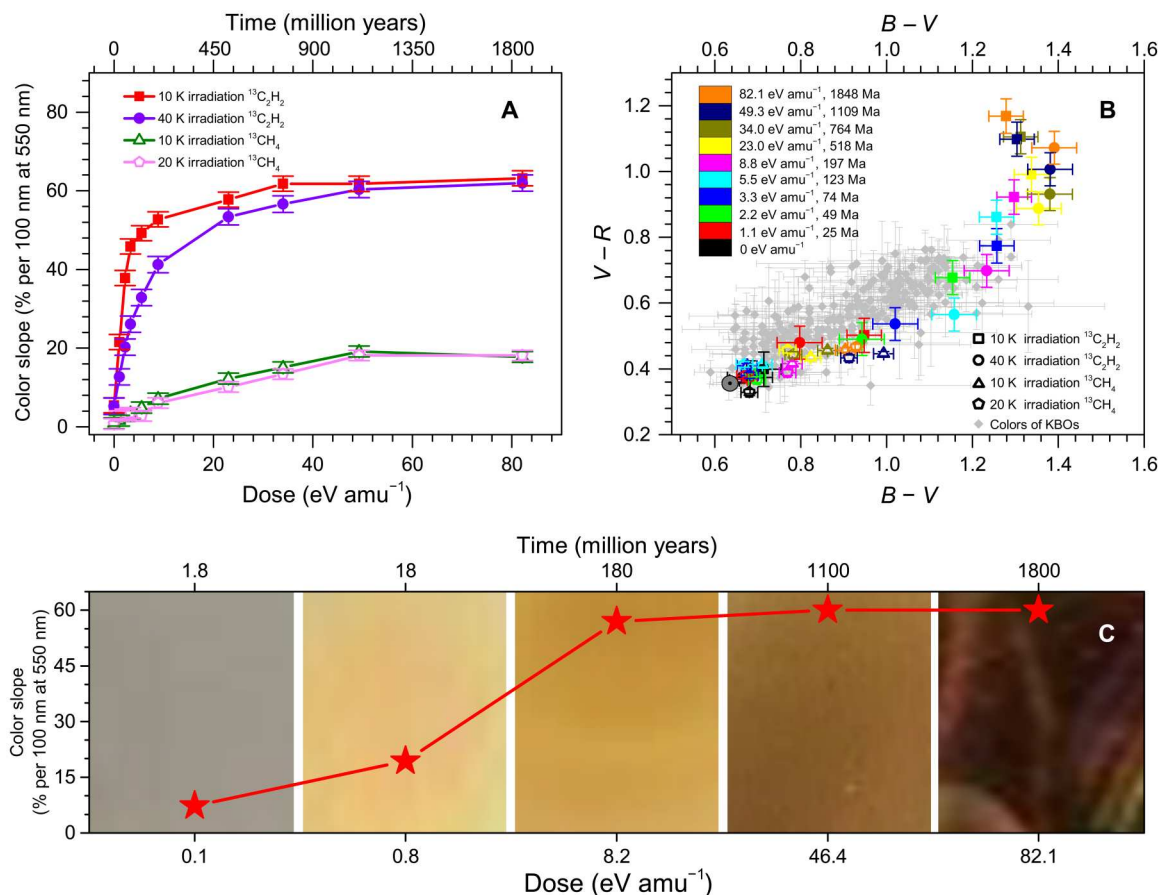 Time (million years)
0 450 900 1350 1800
A
10 K irradiation ¹³C₂H₂
40 K irradiation ¹³C₂H₂
10 K irradiation ¹³CH₄
20 K irradiation ¹³CH₄
Color slope (% per 100 nm at 550 nm)
80
60
40
20
0
0 20 40 60 80
Dose (eV amu⁻¹)
B – V
0.6 0.8 1.0 1.2 1.4 1.6
B
82.1 eV amu⁻¹, 1848 Ma
49.3 eV amu⁻¹, 1109 Ma
34.0 eV amu⁻¹, 764 Ma
23.0 eV amu⁻¹, 518 Ma
8.8 eV amu⁻¹, 197 Ma
5.5 eV amu⁻¹, 123 Ma
3.3 eV amu⁻¹, 74 Ma
2.2 eV amu⁻¹, 49 Ma
1.1 eV amu⁻¹, 25 Ma
0 eV amu⁻¹
V – R
1.2
1.0
0.8
0.6
0.4
0.2
10 K irradiation ¹³C₂H₂
40 K irradiation ¹³C₂H₂
10 K irradiation ¹³CH₄
20 K irradiation ¹³CH₄
Colors of KBOs
0.6 0.8 1.0 1.2 1.4 1.6
B – V
Time (million years)
1.8 18 180 1100 1800
C
Color slope
(% per 100 nm at 550 nm)
60
45
30
15
0
0.1 0.8 8.2 46.4 82.1
Dose (eV amu⁻¹)